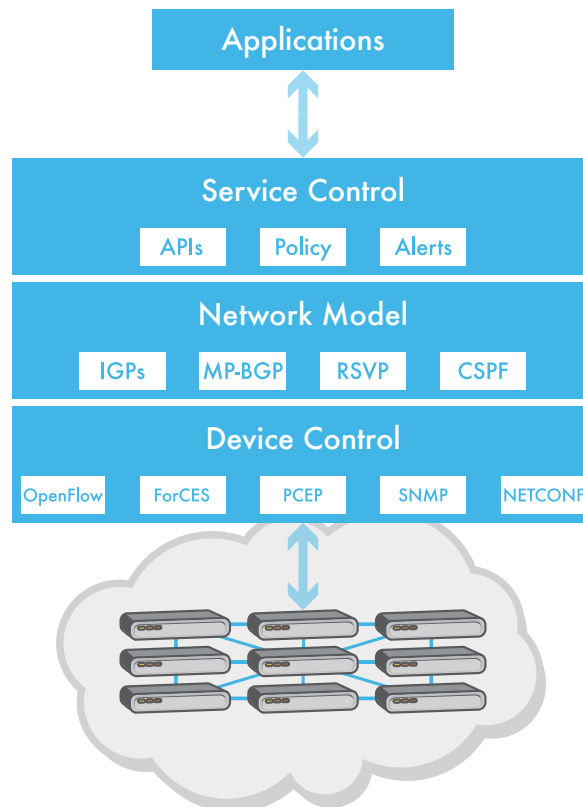 Applications
Service Control
APIs Policy Alerts
Network Model
IGPs MP-BGP RSVP CSPF
Device Control
OpenFlow ForCES PCEP SNMP NETCONF